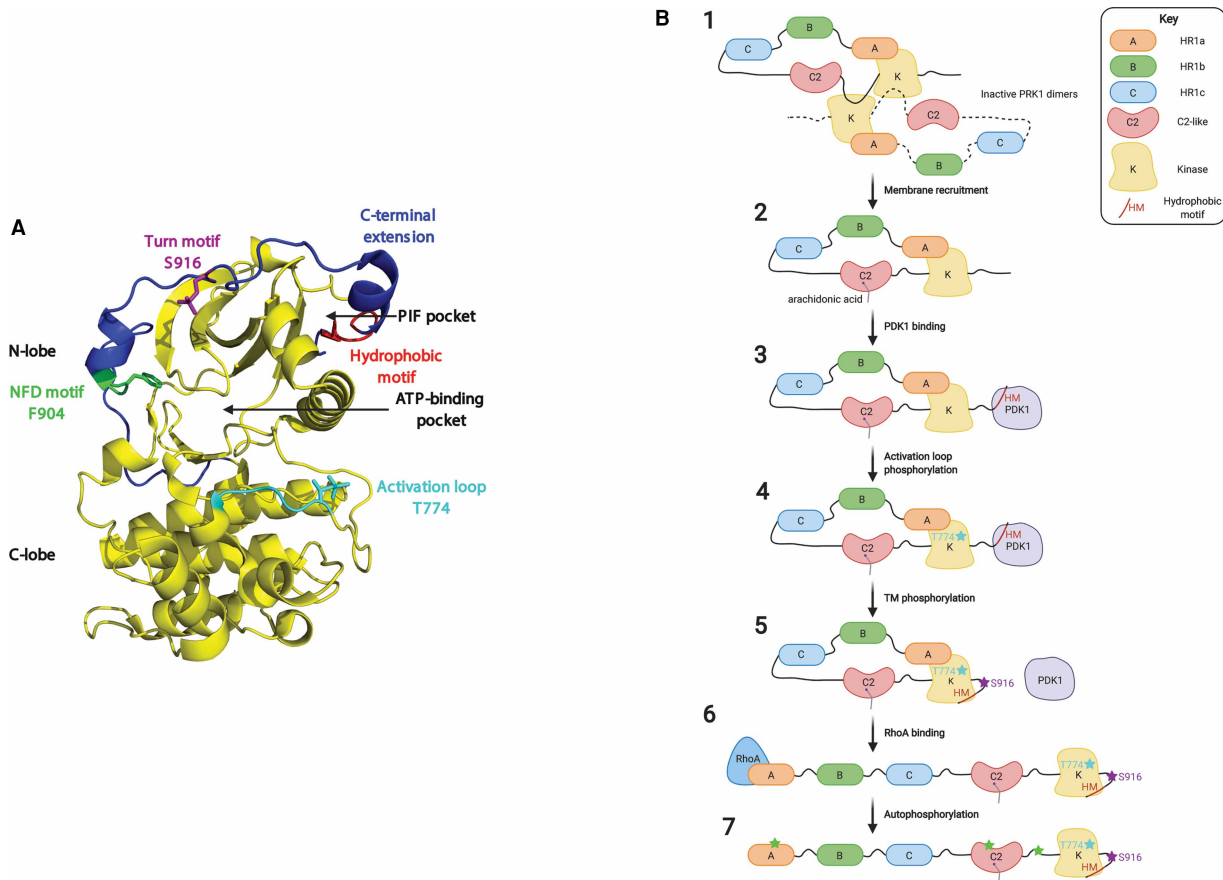 A
Turn motif
S916
C-terminal
extension
PIF pocket
N-lobe
Hydrophobic
motif
NFD motif
F904
ATP-binding
pocket
Activation loop
T774
C-lobe
B
1
B
C
A
C2
K
Inactive PRK1 dimers
K
C2
A
C
B
Membrane recruitment
2
B
C
A
C2
K
arachidonic acid
PDK1 binding
3
B
C
A
C2
K
HM
PDK1
Activation loop
phosphorylation
4
B
C
A
T774
C2
K
HM
PDK1
TM phosphorylation
5
B
C
A
T774
C2
K
HM
S916
PDK1
RhoA binding
6
RhoA
A
B
C
C2
T774
K
HM
S916
Autophosphorylation
7
A
B
C
C2
T774
K
HM
S916
Key
A HR1a
B HR1b
C HR1c
C2 C2-like
K Kinase
HM Hydrophobic
motif